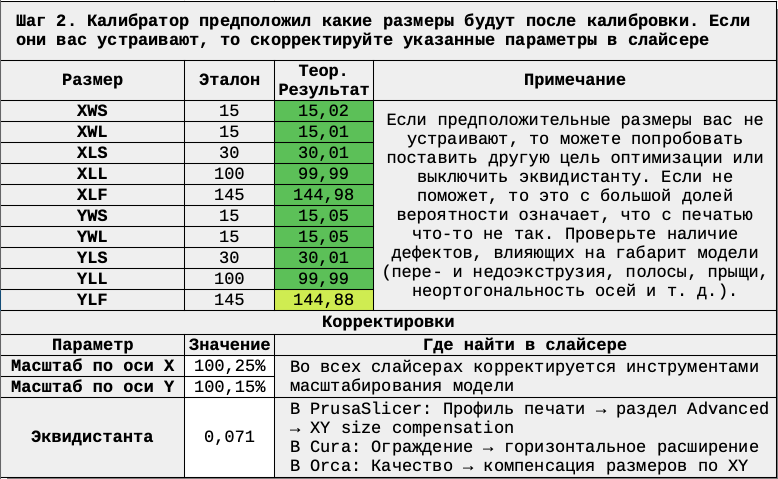 Шаг 2. Калибратор предположил какие размеры будут после калибровки. Если
они вас устраивают, то скорректируйте указанные параметры в слайсере
Размер Эталон Теор. Результат Примечание
XWS 15 15,02
XWL 15 15,01
XLS 30 30,01
XLL 100 99,99
XLF 145 144,98
YWS 15 15,05
YWL 15 15,05
YLS 30 30,01
YLL 100 99,99
YLF 145 144,88
Если предположительные размеры вас не
устраивают, то можете попробовать
поставить другую цель оптимизации или
выключить эквидистанту. Если не
поможет, то это с большой долей
вероятности означает, что с печатью
что-то не так. Проверьте наличие
дефектов, влияющих на габарит модели
(пере- и недоэкструзия, полосы, прыщи,
неортогональность осей и т. д.).
Корректировки
Параметр Значение Где найти в слайсере
Масштаб по оси X 100,25%
Масштаб по оси Y 100,15%
Во всех слайсерах корректируется инструментами
масштабирования модели
Эквидистанта 0,071
В PrusaSlicer: Профиль печати → раздел Advanced
→ XY size compensation
В Cura: Ограждение → горизонтальное расширение
В Orca: Качество → компенсация размеров по XY